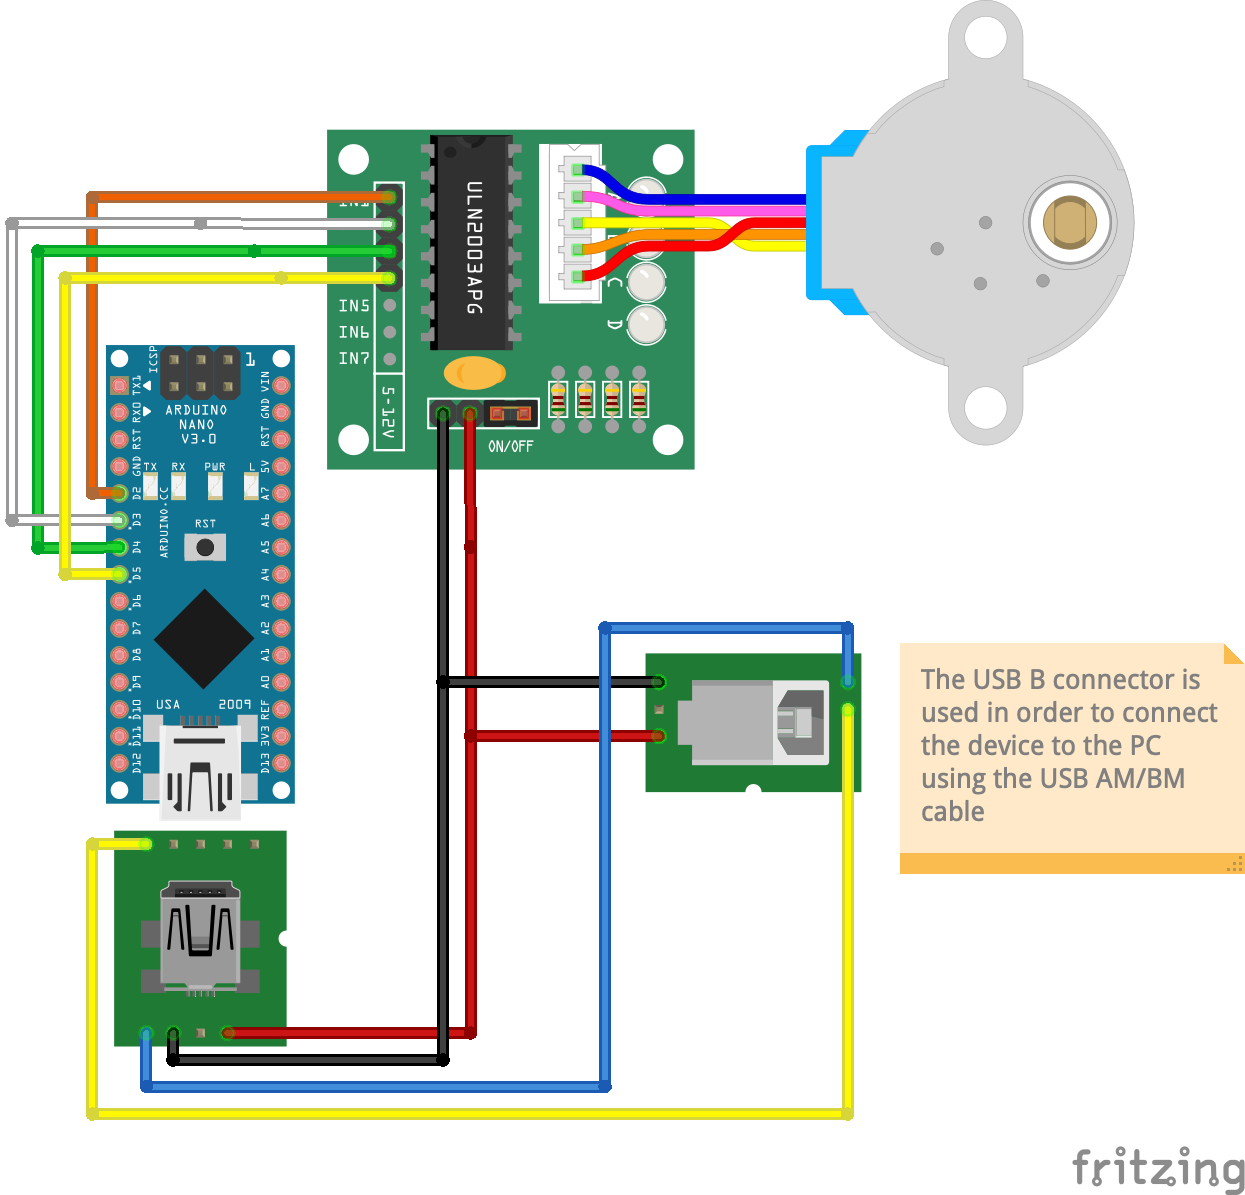 IN1
ULN2003APG
B
C
D
IN5
IN6
IN7
5-12V
ON/OFF
ICSP
1
ARDUINO
NANO
V3.0
TX1
RX0
RST
GND
D2
D3
D4
D5
D6
D7
D8
D9
D10
D11
D12
VIN
GND
RST
5V
A7
A6
A5
A4
A3
A2
A1
A0
REF
3V3
D13
TX RX PWR L
ARDUINO.CC
RST
USA 2009
The USB B connector is
used in order to connect
the device to the PC
using the USB AM/BM
cable
fritzing